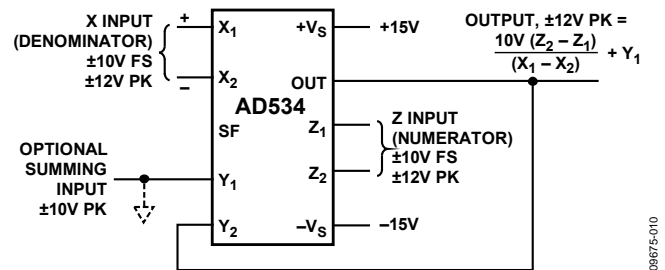 X INPUT
(DENOMINATOR)
±10V FS
±12V PK
+
–
X1
X2
SF
Y1
Y2
AD534
+VS
OUT
Z1
Z2
–VS
+15V
OUTPUT, ±12V PK =
10V (Z2 – Z1)
(X1 – X2)
+ Y1
Z INPUT
(NUMERATOR)
±10V FS
±12V PK
–15V
OPTIONAL
SUMMING
INPUT
±10V PK
09675-010